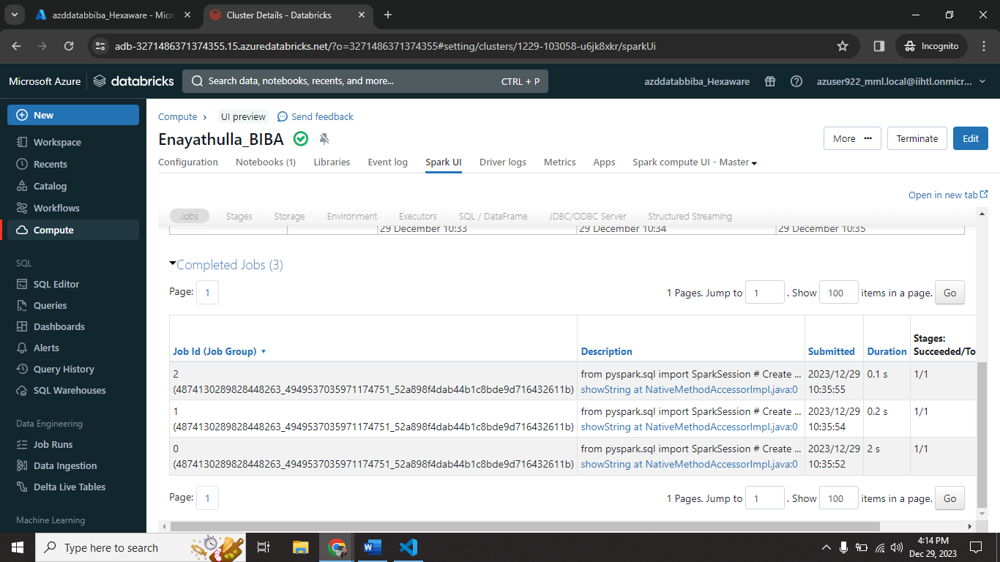 azddatabbiba_Hexaware - Micr
Cluster Details - Databricks
adb-3271486371374355.15.azuredatabricks.net/?o=3271486371374355#setting/clusters/1229-103058-u6jk8xkr/sparkUi
Incognito
Microsoft Azure
databricks
Search data, notebooks, recents, and more...
CTRL + P
azddatabbiba_Hexaware
azuser922_mml.local@iihtl.onmicr...
New
Workspace
Recents
Catalog
Workflows
Compute
SQL
SQL Editor
Queries
Dashboards
Alerts
Query History
SQL Warehouses
Data Engineering
Job Runs
Data Ingestion
Delta Live Tables
Machine Learning
Compute
UI preview
Send feedback
Enayathulla_BIBA
More
Terminate
Edit
Configuration
Notebooks (1)
Libraries
Event log
Spark UI
Driver logs
Metrics
Apps
Spark compute UI - Master
Open in new tab
Jobs
Stages
Storage
Environment
Executors
SQL / DataFrame
JDBC/ODBC Server
Structured Streaming
29 December 10:33
29 December 10:34
29 December 10:35
Completed Jobs (3)
Page: 1
1 Pages. Jump to 1 . Show 100 items in a page. Go
Job Id (Job Group)
Description
Submitted
Duration
Stages:
Succeeded/To
2
(4874130289828448263_4949537035971174751_52a898f4dab44b1c8bde9d716432611b)
from pyspark.sql import SparkSession # Create ...
showString at NativeMethodAccessorImpl.java:0
2023/12/29
10:35:55
0.1 s
1/1
1
(4874130289828448263_4949537035971174751_52a898f4dab44b1c8bde9d716432611b)
from pyspark.sql import SparkSession # Create ...
showString at NativeMethodAccessorImpl.java:0
2023/12/29
10:35:54
0.2 s
1/1
0
(4874130289828448263_4949537035971174751_52a898f4dab44b1c8bde9d716432611b)
from pyspark.sql import SparkSession # Create ...
showString at NativeMethodAccessorImpl.java:0
2023/12/29
10:35:52
2 s
1/1
Page: 1
1 Pages. Jump to 1 . Show 100 items in a page. Go
Type here to search
4:14 PM
Dec 29, 2023